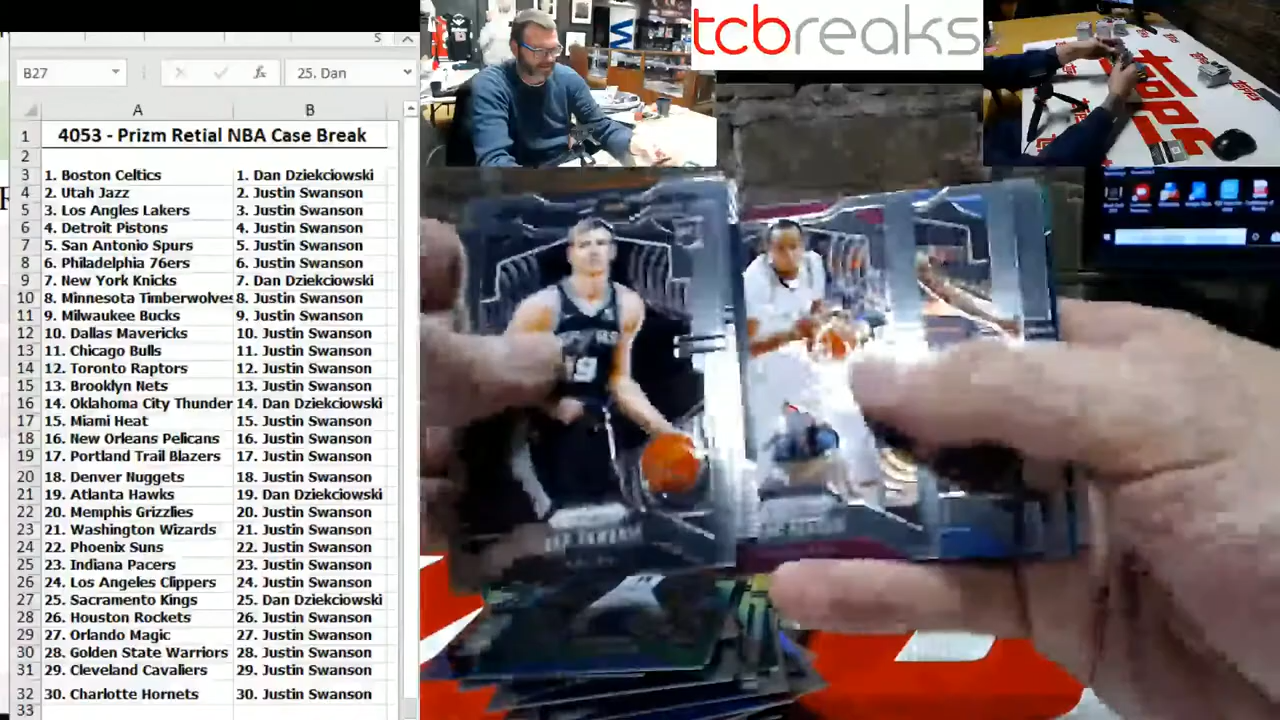 tcbreaks
B27
25. Dan
A B
1 4053 - Prizm Retial NBA Case Break
2
3 1. Boston Celtics 1. Dan Dziekciowski
4 2. Utah Jazz 2. Justin Swanson
5 3. Los Angles Lakers 3. Justin Swanson
6 4. Detroit Pistons 4. Justin Swanson
7 5. San Antonio Spurs 5. Justin Swanson
8 6. Philadelphia 76ers 6. Justin Swanson
9 7. New York Knicks 7. Dan Dziekciowski
10 8. Minnesota Timberwolves 8. Justin Swanson
11 9. Milwaukee Bucks 9. Justin Swanson
12 10. Dallas Mavericks 10. Justin Swanson
13 11. Chicago Bulls 11. Justin Swanson
14 12. Toronto Raptors 12. Justin Swanson
15 13. Brooklyn Nets 13. Justin Swanson
16 14. Oklahoma City Thunder 14. Dan Dziekciowski
17 15. Miami Heat 15. Justin Swanson
18 16. New Orleans Pelicans 16. Justin Swanson
19 17. Portland Trail Blazers 17. Justin Swanson
20 18. Denver Nuggets 18. Justin Swanson
21 19. Atlanta Hawks 19. Dan Dziekciowski
22 20. Memphis Grizzlies 20. Justin Swanson
23 21. Washington Wizards 21. Justin Swanson
24 22. Phoenix Suns 22. Justin Swanson
25 23. Indiana Pacers 23. Justin Swanson
26 24. Los Angeles Clippers 24. Justin Swanson
27 25. Sacramento Kings 25. Dan Dziekciowski
28 26. Houston Rockets 26. Justin Swanson
29 27. Orlando Magic 27. Justin Swanson
30 28. Golden State Warriors 28. Justin Swanson
31 29. Cleveland Cavaliers 29. Justin Swanson
32 30. Charlotte Hornets 30. Justin Swanson
33
topps
19